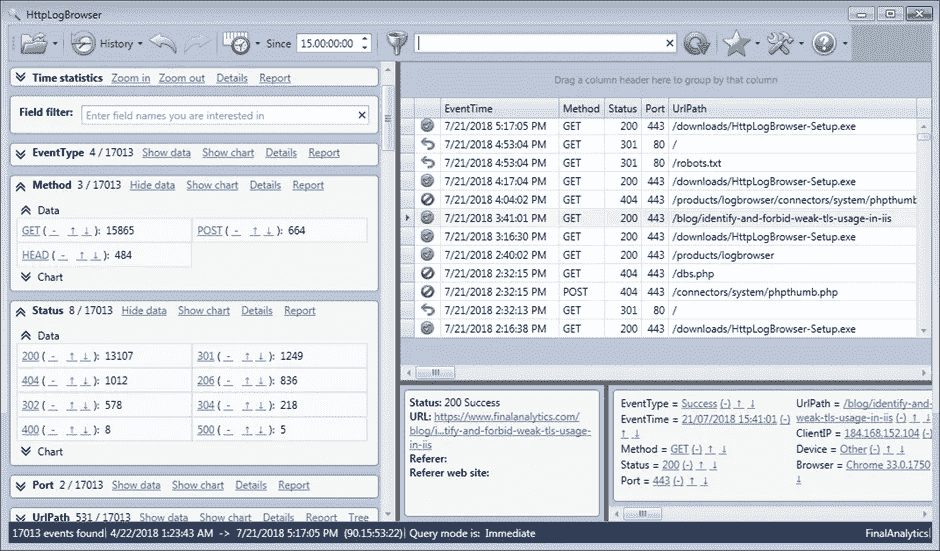 HttpLogBrowser
History Since 15.00:00:00
Time statistics Zoom in Zoom out Details Report
Field filter: Enter field names you are interested in
EventType 4 / 17013 Show data Show chart Details Report
Method 3 / 17013 Hide data Show chart Details Report
Data
GET ( - ↑ ↓ ): 15865 POST ( - ↑ ↓ ): 664
HEAD ( - ↑ ↓ ): 484
Chart
Status 8 / 17013 Hide data Show chart Details Report
Data
200 ( - ↑ ↓ ): 13107 301 ( - ↑ ↓ ): 1249
404 ( - ↑ ↓ ): 1012 206 ( - ↑ ↓ ): 836
302 ( - ↑ ↓ ): 578 304 ( - ↑ ↓ ): 218
400 ( - ↑ ↓ ): 8 500 ( - ↑ ↓ ): 5
Chart
Port 2 / 17013 Show data Show chart Details Report
UrlPath 531 / 17013 Show data Show chart Details Report Tree
Drag a column header here to group by that column
EventTime Method Status Port UrlPath
7/21/2018 5:17:05 PM GET 200 443 /downloads/HttpLogBrowser-Setup.exe
7/21/2018 4:53:04 PM GET 301 80 /
7/21/2018 4:53:04 PM GET 301 80 /robots.txt
7/21/2018 4:17:04 PM GET 200 443 /downloads/HttpLogBrowser-Setup.exe
7/21/2018 4:04:02 PM GET 404 443 /products/logbrowser/connectors/system/phpthumb
7/21/2018 3:41:01 PM GET 200 443 /blog/identify-and-forbid-weak-tls-usage-in-iis
7/21/2018 3:16:30 PM GET 200 443 /downloads/HttpLogBrowser-Setup.exe
7/21/2018 2:40:02 PM GET 200 443 /products/logbrowser
7/21/2018 2:32:15 PM GET 404 443 /dbs.php
7/21/2018 2:32:15 PM POST 404 443 /connectors/system/phpthumb.php
7/21/2018 2:32:13 PM GET 301 80 /
7/21/2018 2:16:38 PM GET 200 443 /downloads/HttpLogBrowser-Setup.exe
Status: 200 Success
URL: https://www.finalanalytics.com/
blog/i...tify-and-forbid-weak-tls-usage-
in-iis
Referer:
Referer web site:
EventType = Success (-) ↑ ↓
EventTime = 21/07/2018 15:41:01 (-)
↑ ↓
Method = GET (-) ↑ ↓
Status = 200 (-) ↑ ↓
Port = 443 (-) ↑ ↓
UrlPath = /blog/identify-and-
weak-tls-usage-in-iis (-) ↑ ↓
ClientIP = 184.168.152.104 (-)
Device = Other (-) ↑ ↓
Browser = Chrome 33.0.1750
↓
17013 events found| 4/22/2018 1:23:43 AM -> 7/21/2018 5:17:05 PM (90.15:53:22)| Query mode is: Immediate FinalAnalytics|